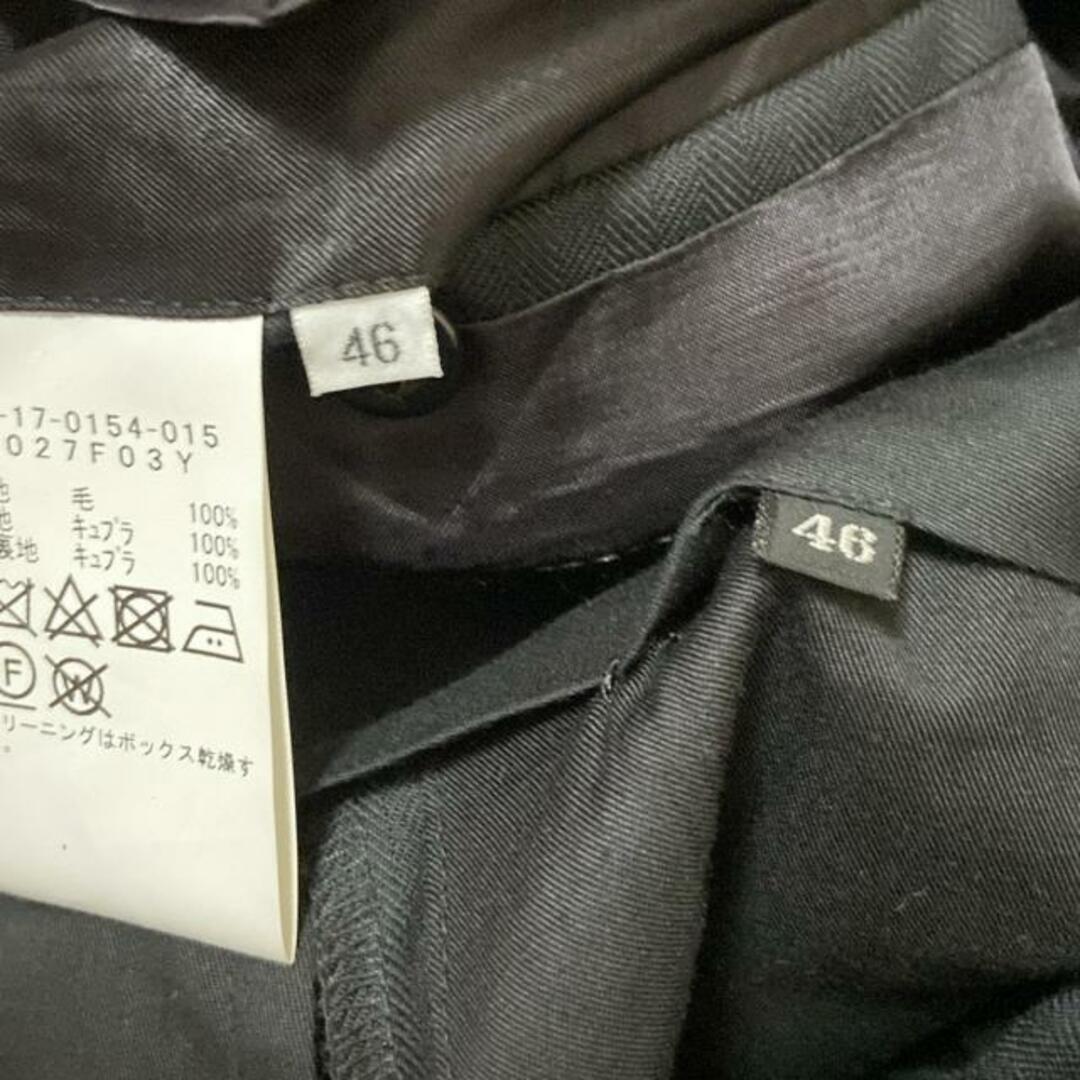 46
-17-0154-015
027F03Y
地 毛 100%
地 キュプラ 100%
裏地 キュプラ 100%
F W
リーニングはボックス乾燥す
。
46